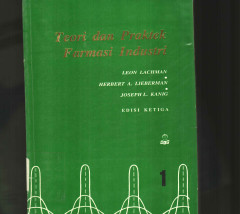 Teori dan Praktek
Farmasi Industri
LEON LACHMAN
HERBERT A. LIEBERMAN
JOSEPH L. KANIG
EDISI KETIGA
1